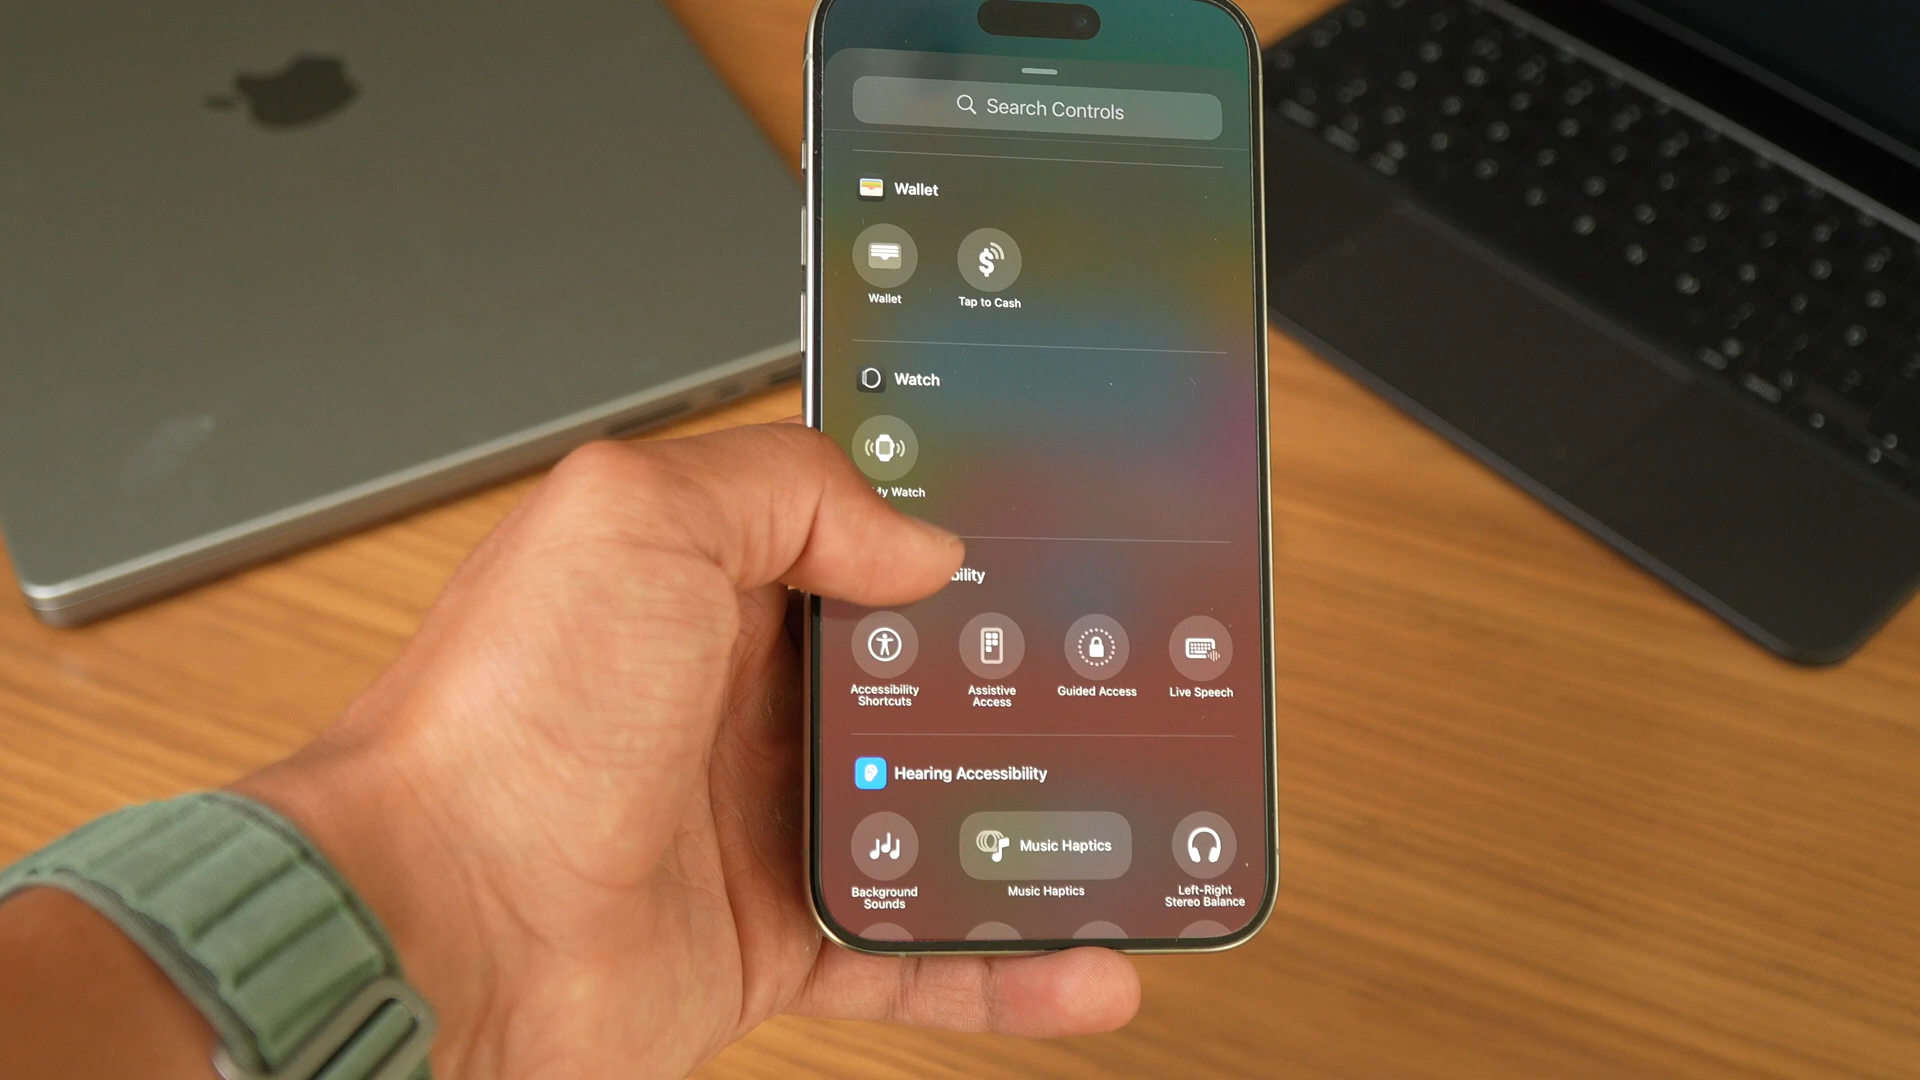 Search Controls
Wallet
Wallet
Tap to Cash
Watch
My Watch
Accessibility
Shortcuts
Assistive
Access
Guided Access
Live Speech
Hearing Accessibility
Music Haptics
Background
Sounds
Music Haptics
Left-Right
Stereo Balance